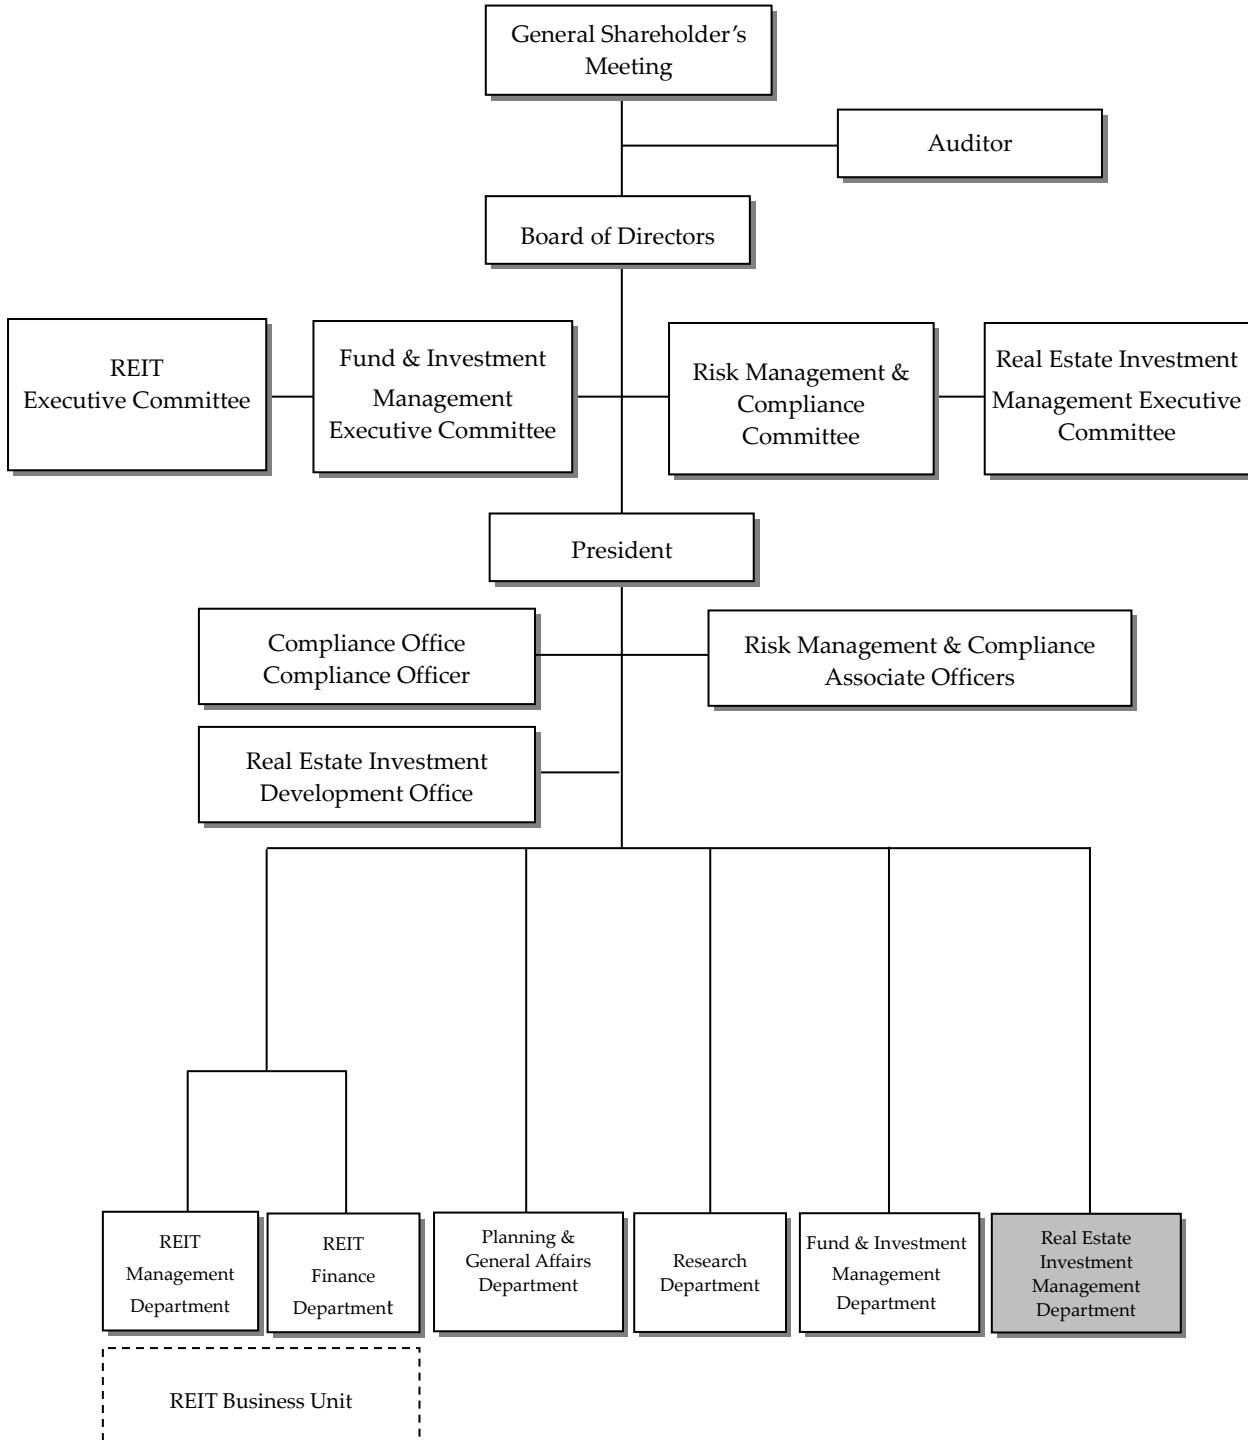 General Shareholder’s
Meeting
Auditor
Board of Directors
REIT
Executive Committee
Fund & Investment
Management
Executive Committee
Risk Management &
Compliance
Committee
Real Estate Investment
Management Executive
Committee
President
Compliance Office
Compliance Officer
Risk Management & Compliance
Associate Officers
Real Estate Investment
Development Office
REIT
Management
Department
REIT
Finance
Department
Planning &
General Affairs
Department
Research
Department
Fund & Investment
Management
Department
Real Estate
Investment
Management
Department
REIT Business Unit